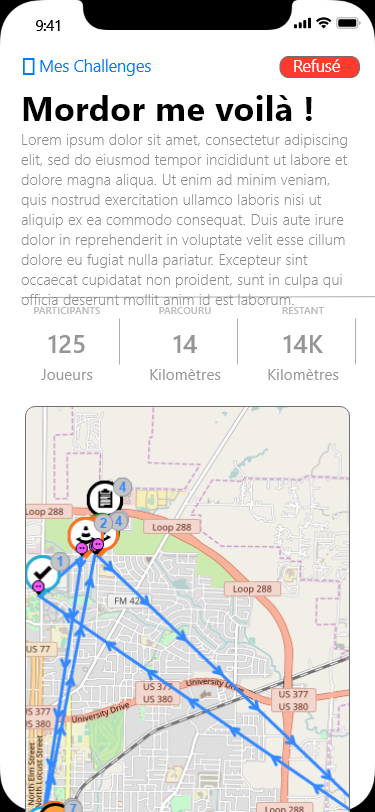 9:41
Mes Challenges
Refusé
Mordor me voilà !
Lorem ipsum dolor sit amet, consectetur adipiscing
elit, sed do eiusmod tempor incididunt ut labore et
dolore magna aliqua. Ut enim ad minim veniam,
quis nostrud exercitation ullamco laboris nisi ut
aliquip ex ea commodo consequat. Duis aute irure
dolor in reprehenderit in voluptate velit esse cillum
dolore eu fugiat nulla pariatur. Excepteur sint
occaecat cupidatat non proident, sunt in culpa qui
officia deserunt mollit anim id est laborum.
PARTICIPANTS
125
Joueurs
PARCOURU
14
Kilomètres
RESTANT
14K
Kilomètres
4
Loop 288
2
4
Loop 288
1
Loop 288
FM 42
US 77
US 377
US 380
University Drive
US 377
US 380
US 377
US 380
University Drive
North Elm Street
North Locust Street
7
Loop 288